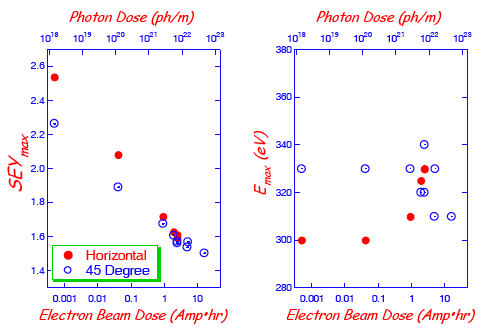 Photon Dose (ph/m)
10^18 10^19 10^20 10^21 10^22 10^23
2.6
2.4
2.2
2.0
1.8
1.6
1.4
SEYmax
Horizontal
45 Degree
0.001 0.01 0.1 1 10
Electron Beam Dose (Amp•hr)
Photon Dose (ph/m)
10^18 10^19 10^20 10^21 10^22 10^23
380
360
340
320
300
280
Emax (eV)
0.001 0.01 0.1 1 10
Electron Beam Dose (Amp•hr)